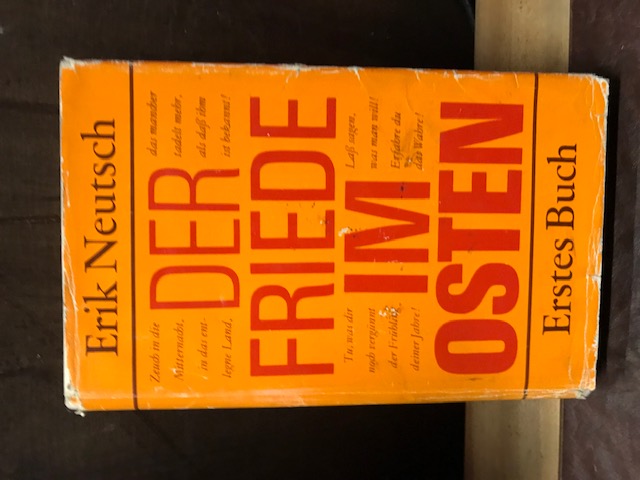 Erik Neutsch
Zeuch in die
Mitternacht,
in das ent-
legne Land,
DER
das mancher
tadelt mehr,
als daß ihm
ist bekannt!
FRIEDE
Tu, was dir
noch vergönnt
der Frühling
deiner Jahre!
IM
Laß sagen,
was man will!
Erfahre du
das Wahre!
OSTEN
Erstes Buch